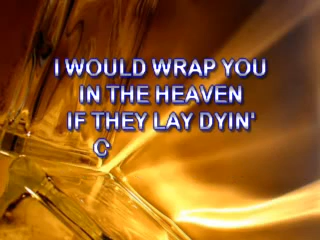 I WOULD WRAP YOU
IN THE HEAVEN
IF THEY LAY DYIN'
C